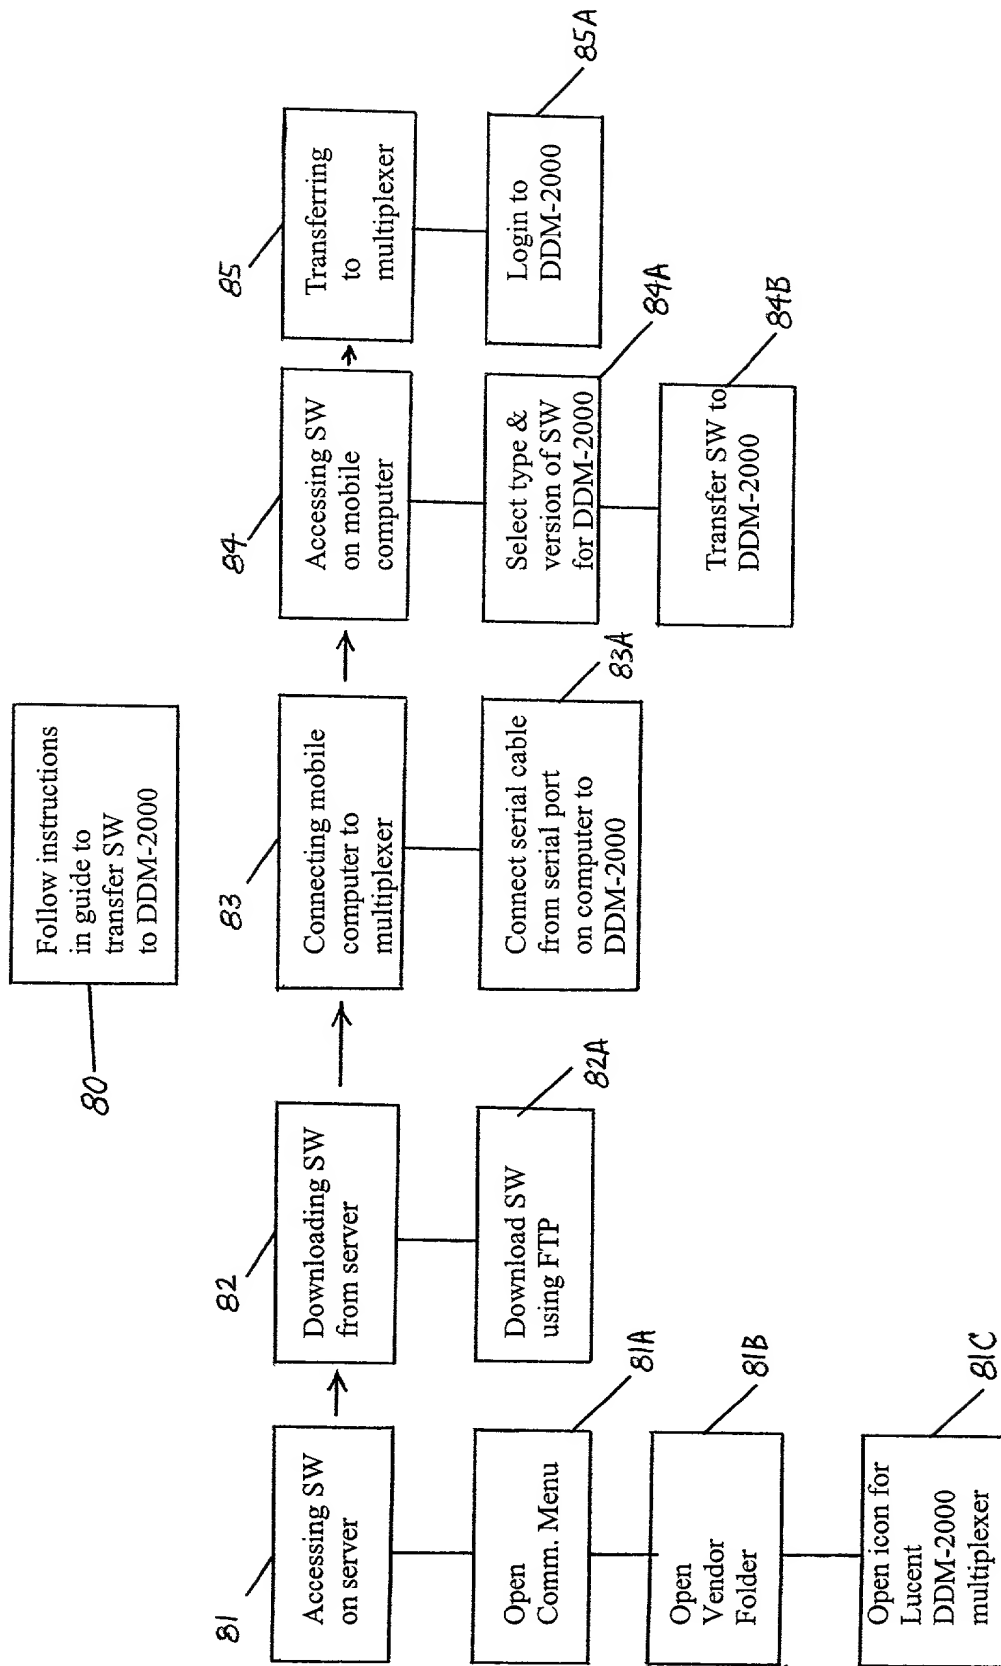 Follow instructions
in guide to
transfer SW
to DDM-2000
80
81
Accessing SW
on server
82
Downloading SW
from server
83
Connecting mobile
computer to
multiplexer
84
Accessing SW
on mobile
computer
85
Transferring
to
multiplexer
Open
Comm. Menu
81A
Download SW
using FTP
82A
Connect serial cable
from serial port
on computer to
DDM-2000
83A
Select type &
version of SW
for DDM-2000
84A
Login to
DDM-2000
85A
Open
Vendor
Folder
81B
Transfer SW to
DDM-2000
84B
Open icon for
Lucent
DDM-2000
multiplexer
81C